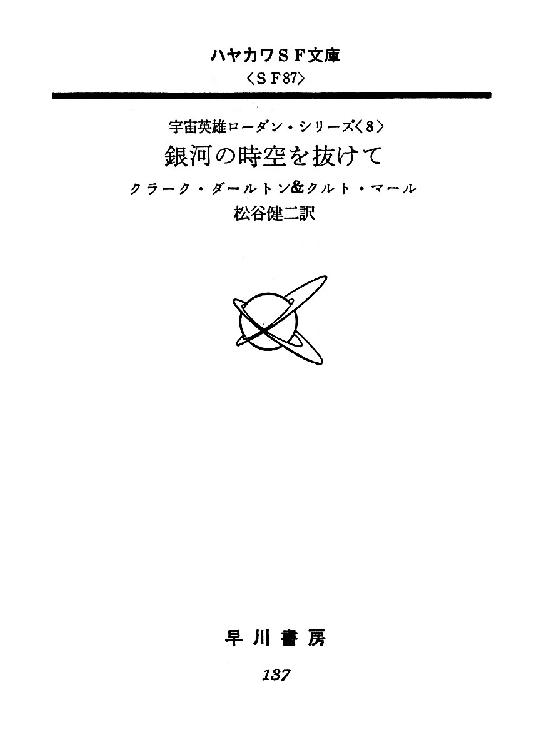 ハヤカワSF文庫
〈SF87〉
宇宙英雄ローダン・シリーズ〈8〉
銀河の時空を抜けて
クラーク・ダールトン&クルト・マール
松谷健二訳
早川書房
137